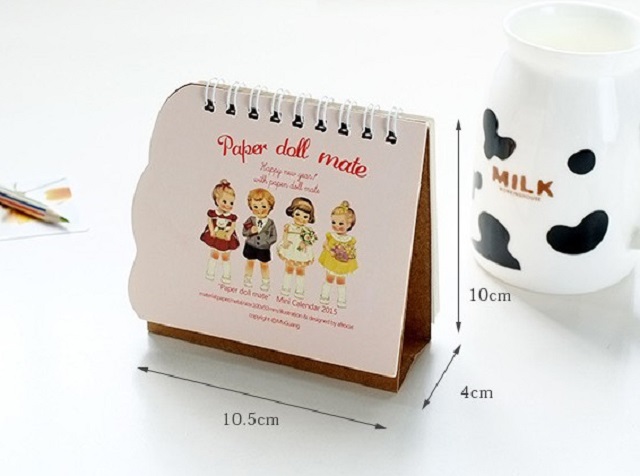 Paper doll mate
Happy new year!
with paper doll mate
"Paper doll mate" Mini Calendar 2015
MILK
10cm
4cm
10.5cm